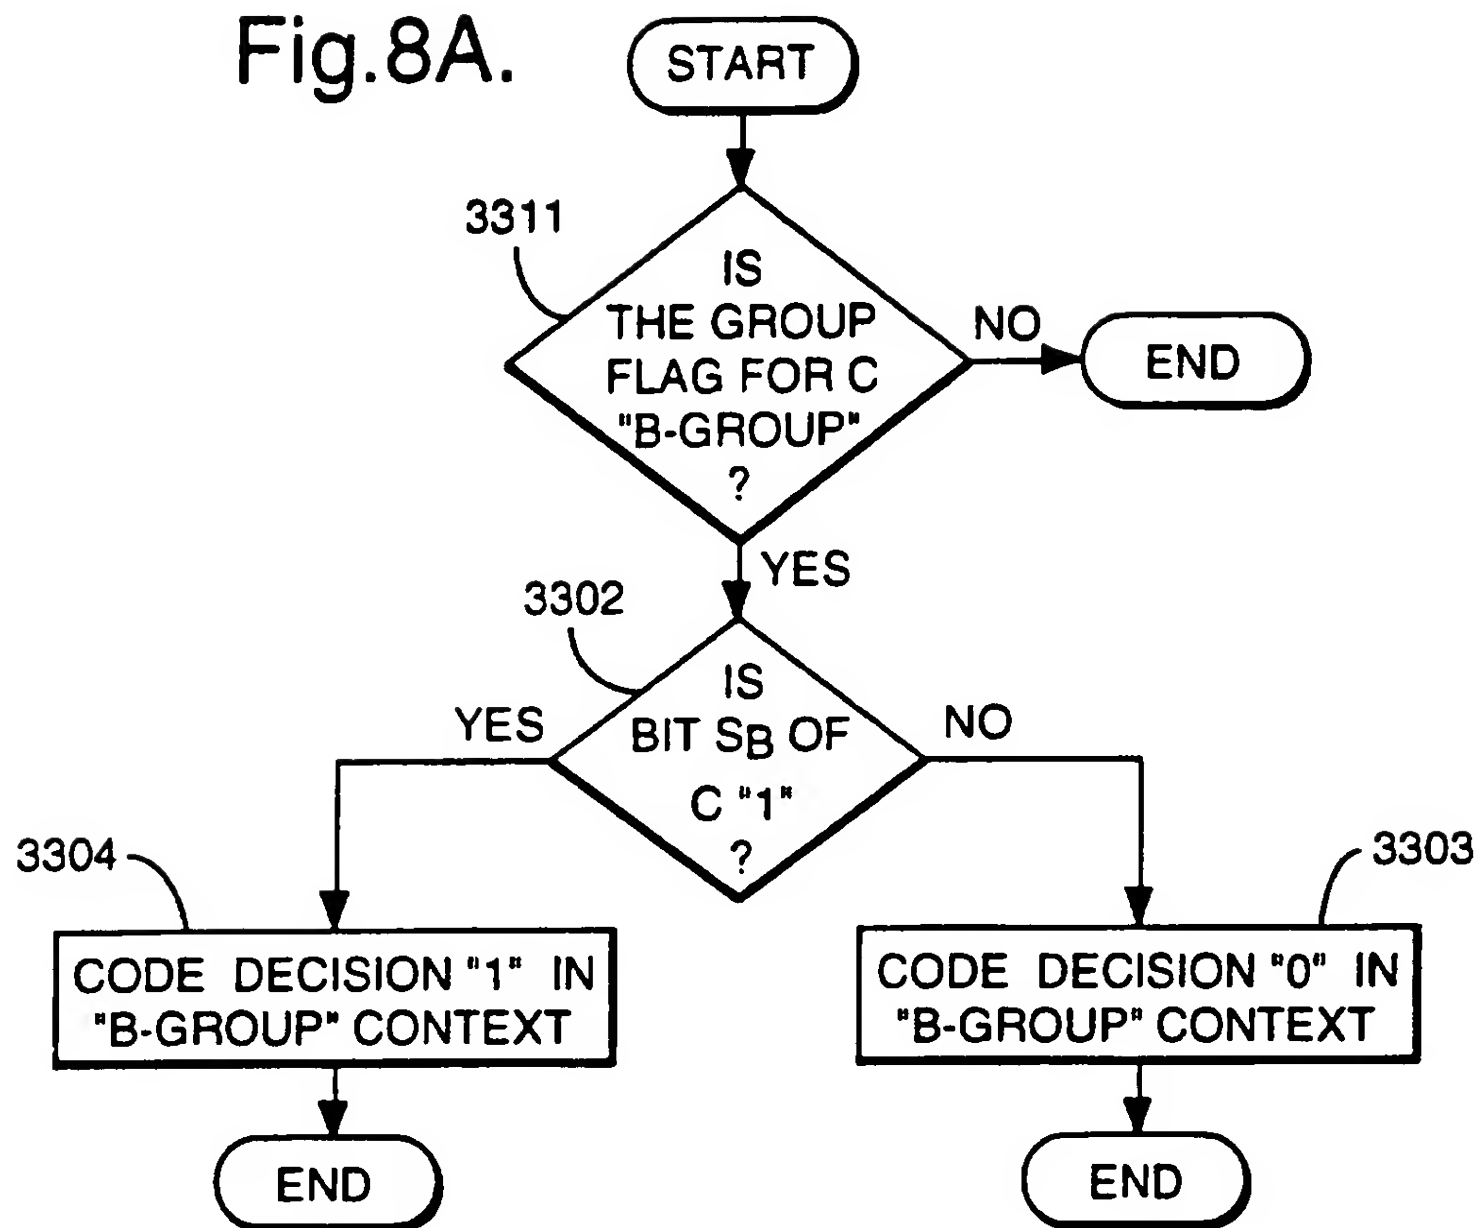 Fig.8A.
START
3311
IS
THE GROUP
FLAG FOR C
"B-GROUP"
?
NO
END
YES
3302
IS
BIT SB OF
C "1"
?
YES
NO
3304
3303
CODE DECISION "1" IN
"B-GROUP" CONTEXT
CODE DECISION "0" IN
"B-GROUP" CONTEXT
END
END